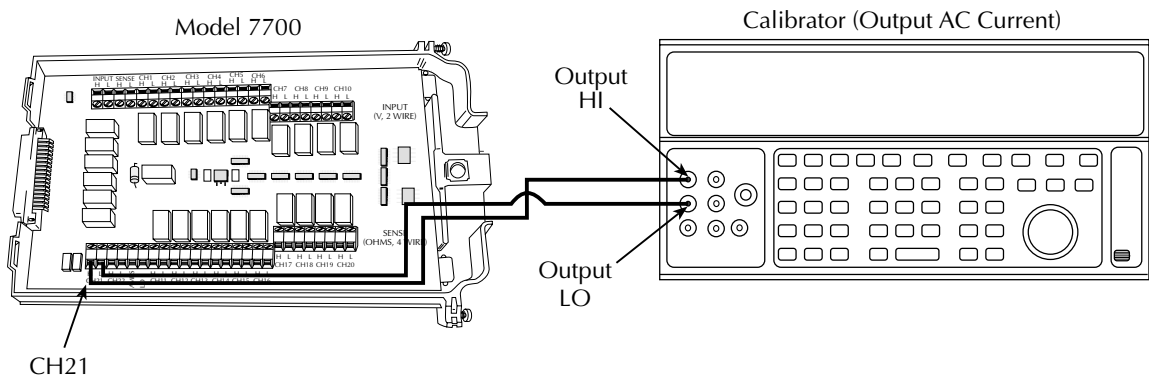 Model 7700
Calibrator (Output AC Current)
Output
HI
INPUT SENSE CH1 CH2 CH3 CH4 CH5 CH6
H L H L H L H L H L H L H L H L
CH7 CH8 CH9 CH10
H L H L H L H L
INPUT
(V, 2 WIRE)
SENSE
(OHMS, 4 WIRE)
H L H L H L H L
CH17 CH18 CH19 CH20
Output
LO
CH21